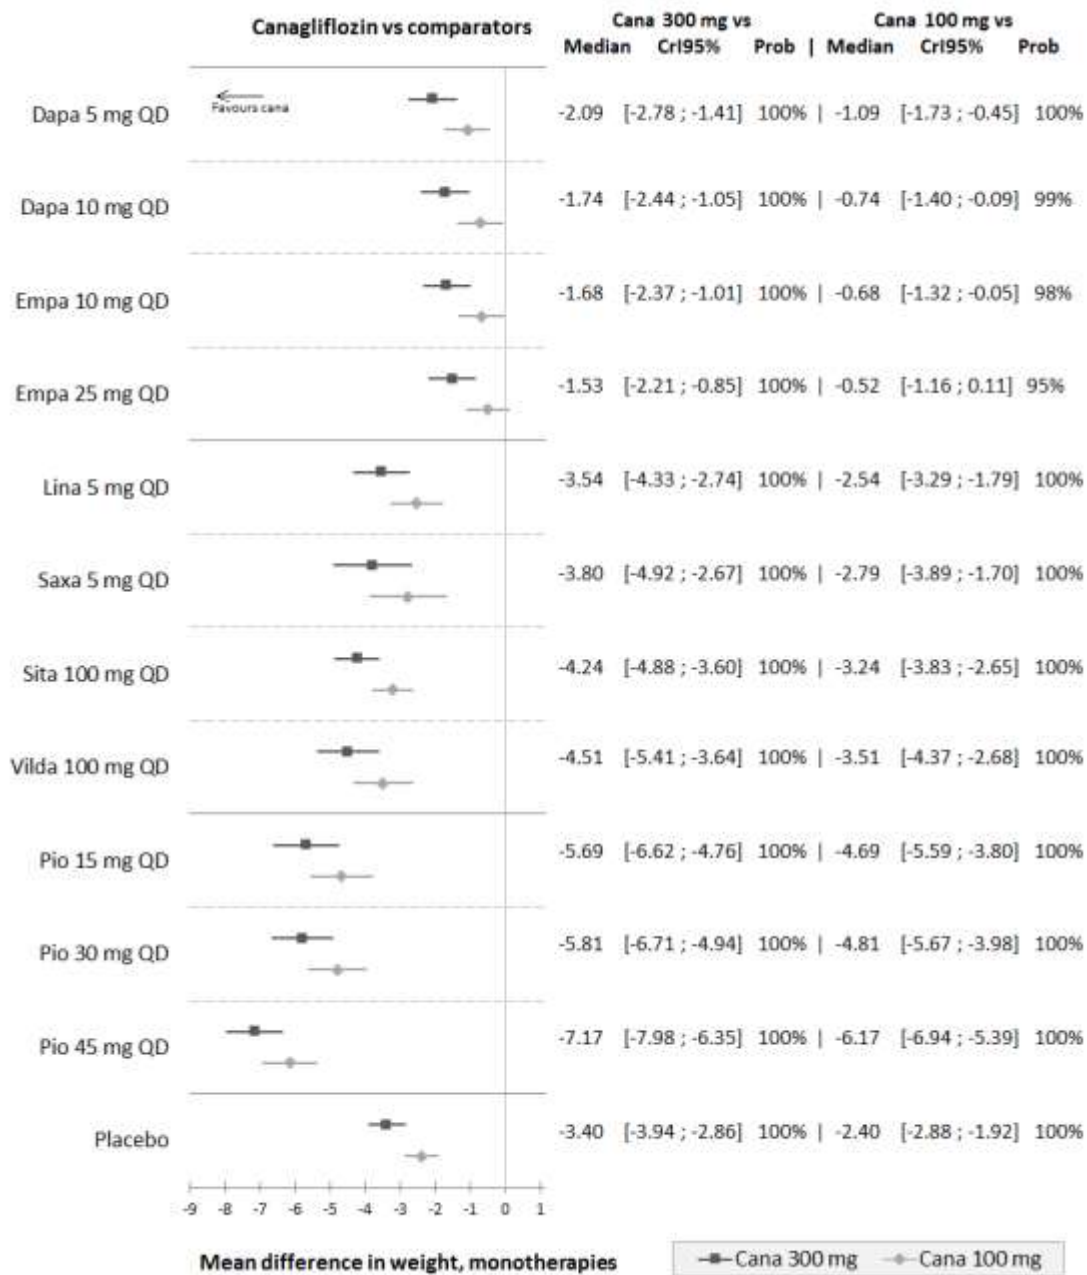 Canagliflozin vs comparators
Cana 300 mg vs Cana 100 mg vs
Median CrI95% Prob | Median CrI95% Prob
Favours cana
Dapa 5 mg QD -2.09 [-2.78 ; -1.41] 100% | -1.09 [-1.73 ; -0.45] 100%
Dapa 10 mg QD -1.74 [-2.44 ; -1.05] 100% | -0.74 [-1.40 ; -0.09] 99%
Empa 10 mg QD -1.68 [-2.37 ; -1.01] 100% | -0.68 [-1.32 ; -0.05] 98%
Empa 25 mg QD -1.53 [-2.21 ; -0.85] 100% | -0.52 [-1.16 ; 0.11] 95%
Lina 5 mg QD -3.54 [-4.33 ; -2.74] 100% | -2.54 [-3.29 ; -1.79] 100%
Saxa 5 mg QD -3.80 [-4.92 ; -2.67] 100% | -2.79 [-3.89 ; -1.70] 100%
Sita 100 mg QD -4.24 [-4.88 ; -3.60] 100% | -3.24 [-3.83 ; -2.65] 100%
Vilda 100 mg QD -4.51 [-5.41 ; -3.64] 100% | -3.51 [-4.37 ; -2.68] 100%
Pio 15 mg QD -5.69 [-6.62 ; -4.76] 100% | -4.69 [-5.59 ; -3.80] 100%
Pio 30 mg QD -5.81 [-6.71 ; -4.94] 100% | -4.81 [-5.67 ; -3.98] 100%
Pio 45 mg QD -7.17 [-7.98 ; -6.35] 100% | -6.17 [-6.94 ; -5.39] 100%
Placebo -3.40 [-3.94 ; -2.86] 100% | -2.40 [-2.88 ; -1.92] 100%
-9 -8 -7 -6 -5 -4 -3 -2 -1 0 1
Mean difference in weight, monotherapies
Cana 300 mg Cana 100 mg